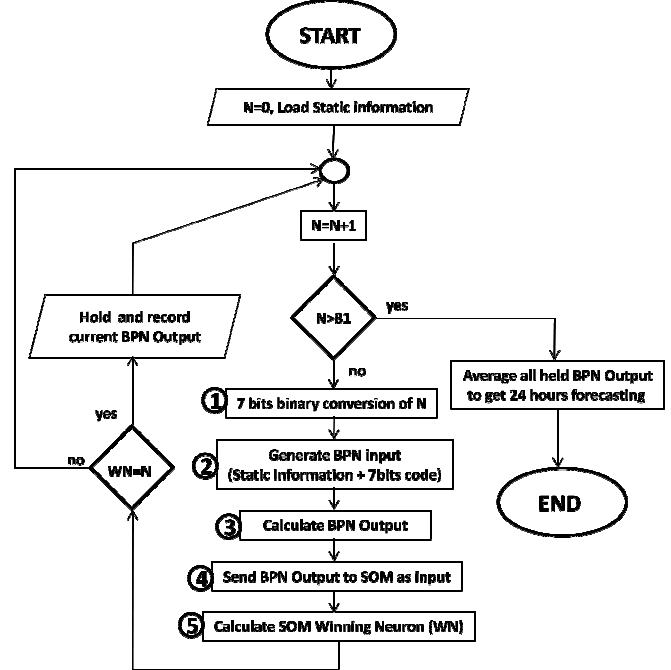 START
N=0, Load Static information
N=N+1
N>81
yes
no
Hold and record
current BPN Output
Average all held BPN Output
to get 24 hours forecasting
1 7 bits binary conversion of N
yes
2 Generate BPN input
(Static Information + 7bits code)
no
WN=N
END
3 Calculate BPN Output
4 Send BPN Output to SOM as input
5 Calculate SOM Winning Neuron (WN)